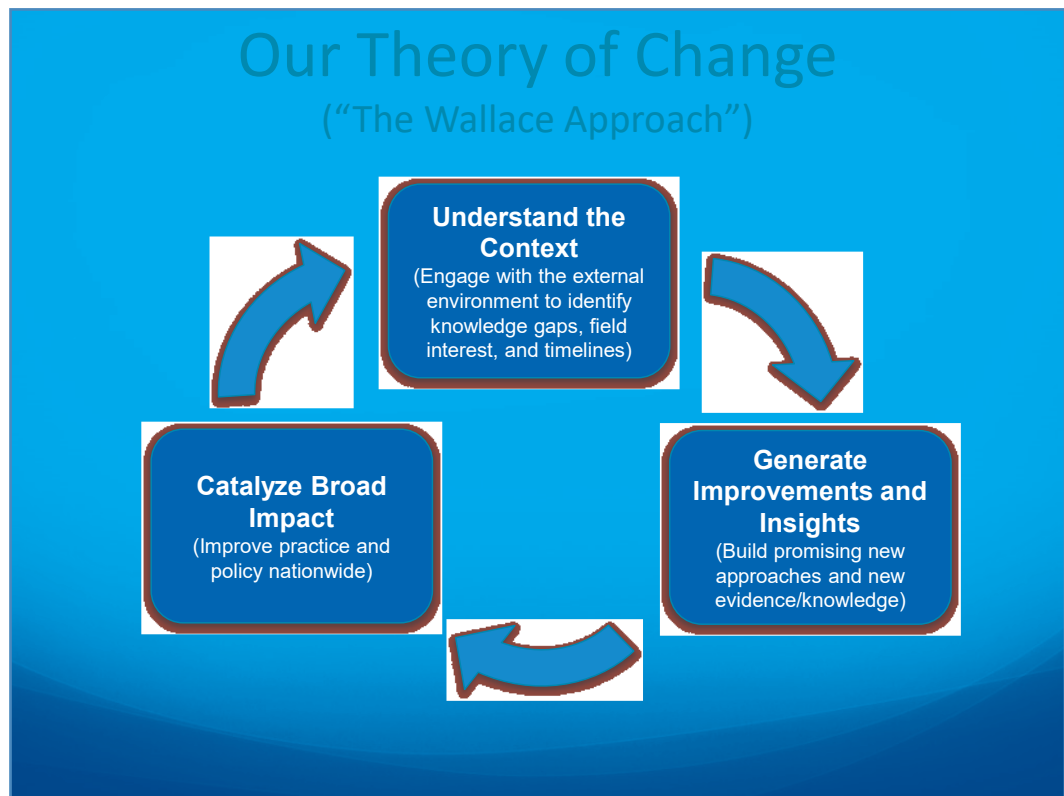 Our Theory of Change
(“The Wallace Approach”)
Understand the
Context
(Engage with the external
environment to identify
knowledge gaps, field
interest, and timelines)
Catalyze Broad
Impact
(Improve practice and
policy nationwide)
Generate
Improvements and
Insights
(Build promising new
approaches and new
evidence/knowledge)